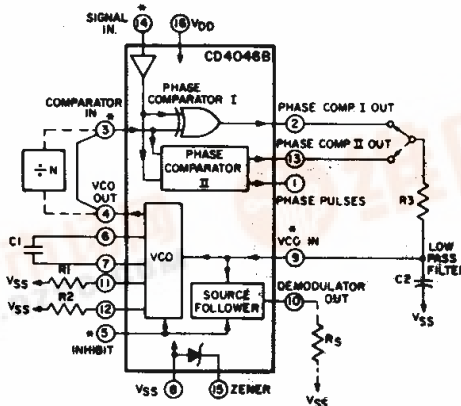 *
SIGNAL IN.
14
16
VDD
CD4046B
PHASE COMPARATOR I
COMPARATOR IN
*
3
PHASE COMP I OUT
2
PHASE COMP II OUT
13
÷N
PHASE COMPARATOR II
1
PHASE PULSES
VCO OUT
4
R3
C1
6
7
VCO
*
VCO IN
9
LOW PASS FILTER
C2
VSS
R1
11
VSS
R2
12
SOURCE FOLLOWER
DEMODULATOR OUT
10
VSS
*
5
INHIBIT
RS
VSS
8
15
ZENER
VSS